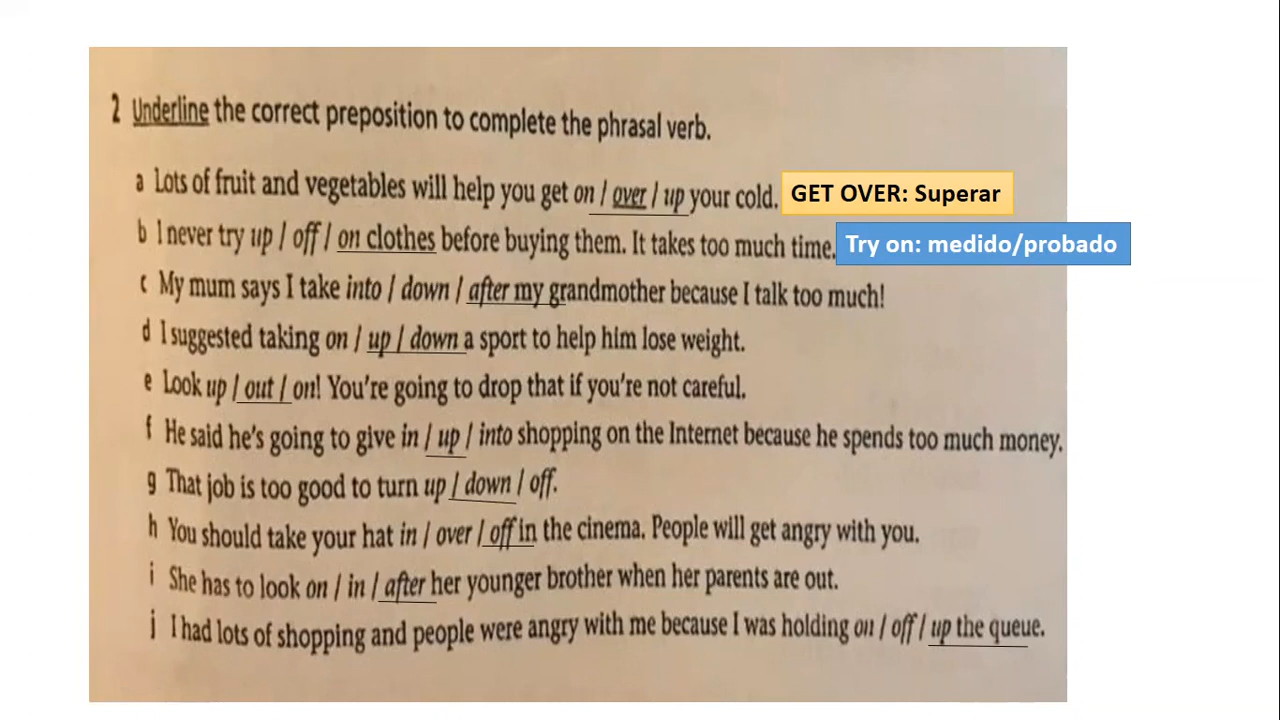 2 Underline the correct preposition to complete the phrasal verb.
a Lots of fruit and vegetables will help you get on / over / up your cold. GET OVER: Superar
b I never try up / off / on clothes before buying them. It takes too much time. Try on: medido/probado
c My mum says I take into / down / after my grandmother because I talk too much!
d I suggested taking on / up / down a sport to help him lose weight.
e Look up / out / on! You're going to drop that if you're not careful.
f He said he's going to give in / up / into shopping on the Internet because he spends too much money.
g That job is too good to turn up / down / off.
h You should take your hat in / over / off in the cinema. People will get angry with you.
i She has to look on / in / after her younger brother when her parents are out.
j I had lots of shopping and people were angry with me because I was holding on / off / up the queue.